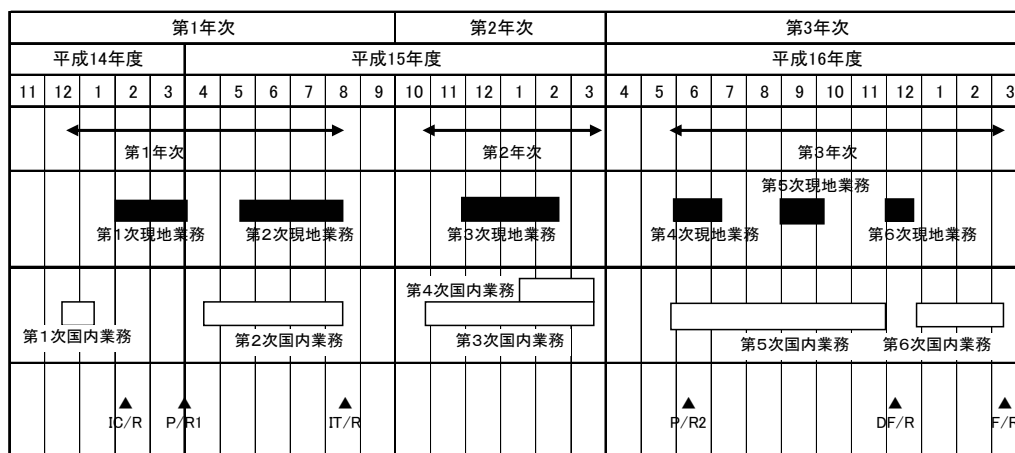 第1年次 第2年次 第3年次
平成14年度 平成15年度 平成16年度
11 12 1 2 3 4 5 6 7 8 9 10 11 12 1 2 3 4 5 6 7 8 9 10 11 12 1 2 3
第1年次 第2年次 第3年次
第5次現地業務
第1次現地業務 第2次現地業務 第3次現地業務 第4次現地業務 第6次現地業務
第4次国内業務
第1次国内業務 第2次国内業務 第3次国内業務 第5次国内業務 第6次国内業務
IC/R P/R1 IT/R P/R2 DF/R F/R